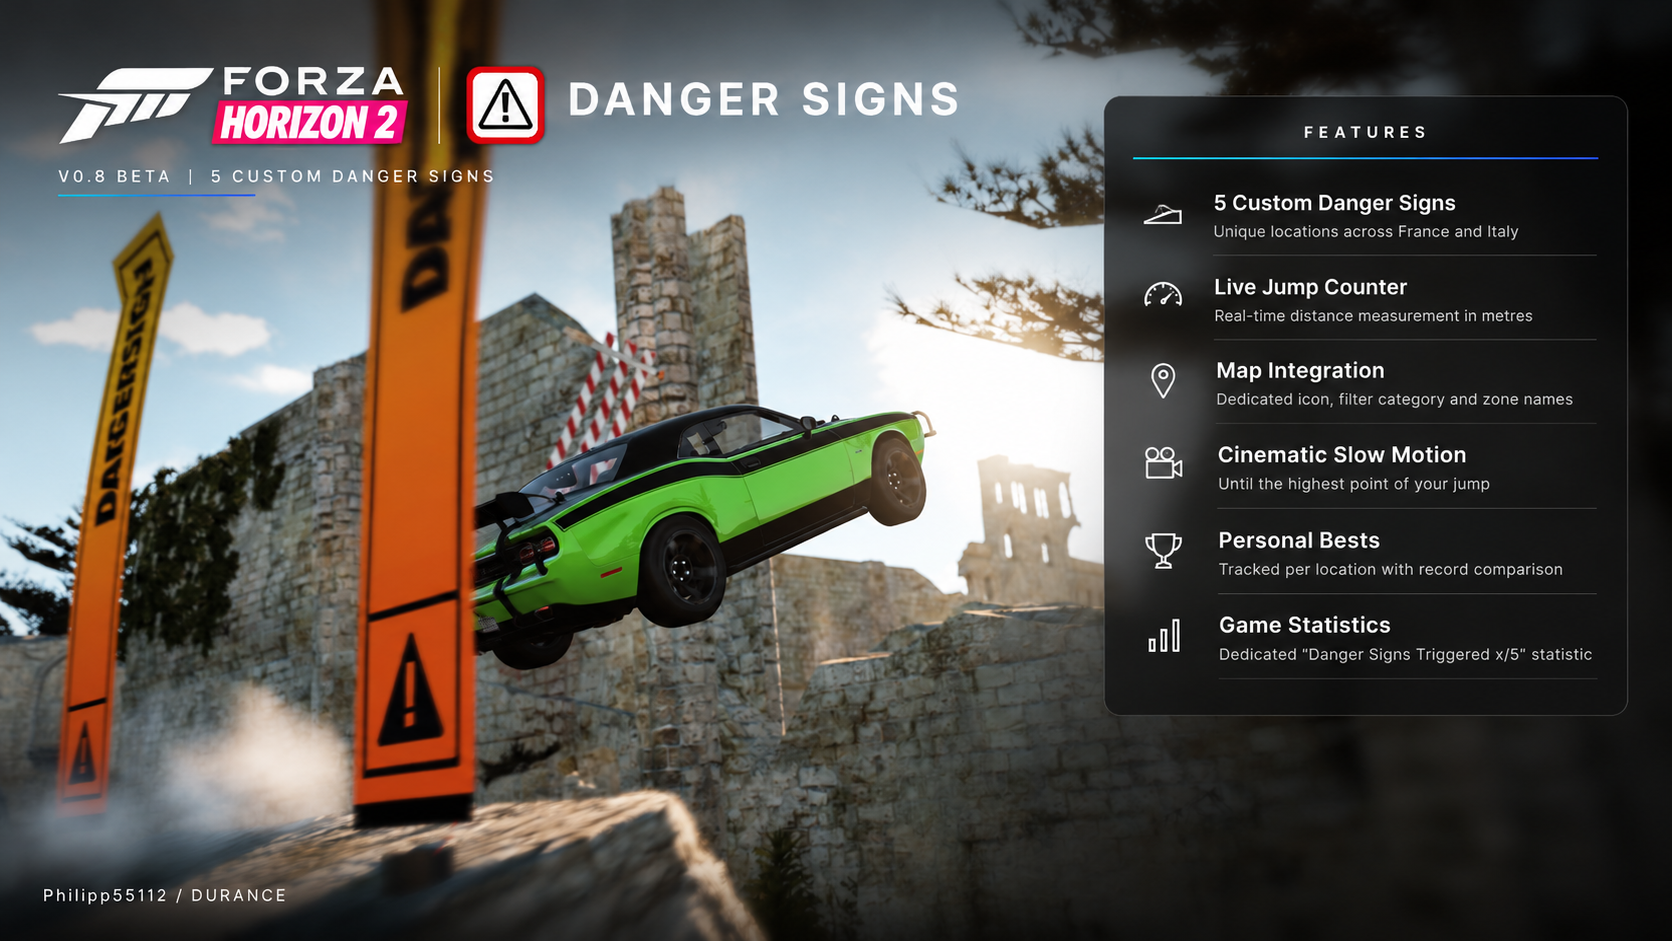 FORZA
HORIZON 2
DANGER SIGNS
V0.8 BETA | 5 CUSTOM DANGER SIGNS
DANGERSIGN
DA
FEATURES
5 Custom Danger Signs
Unique locations across France and Italy
Live Jump Counter
Real-time distance measurement in metres
Map Integration
Dedicated icon, filter category and zone names
Cinematic Slow Motion
Until the highest point of your jump
Personal Bests
Tracked per location with record comparison
Game Statistics
Dedicated "Danger Signs Triggered x/5" statistic
Philipp55112 / DURANCE